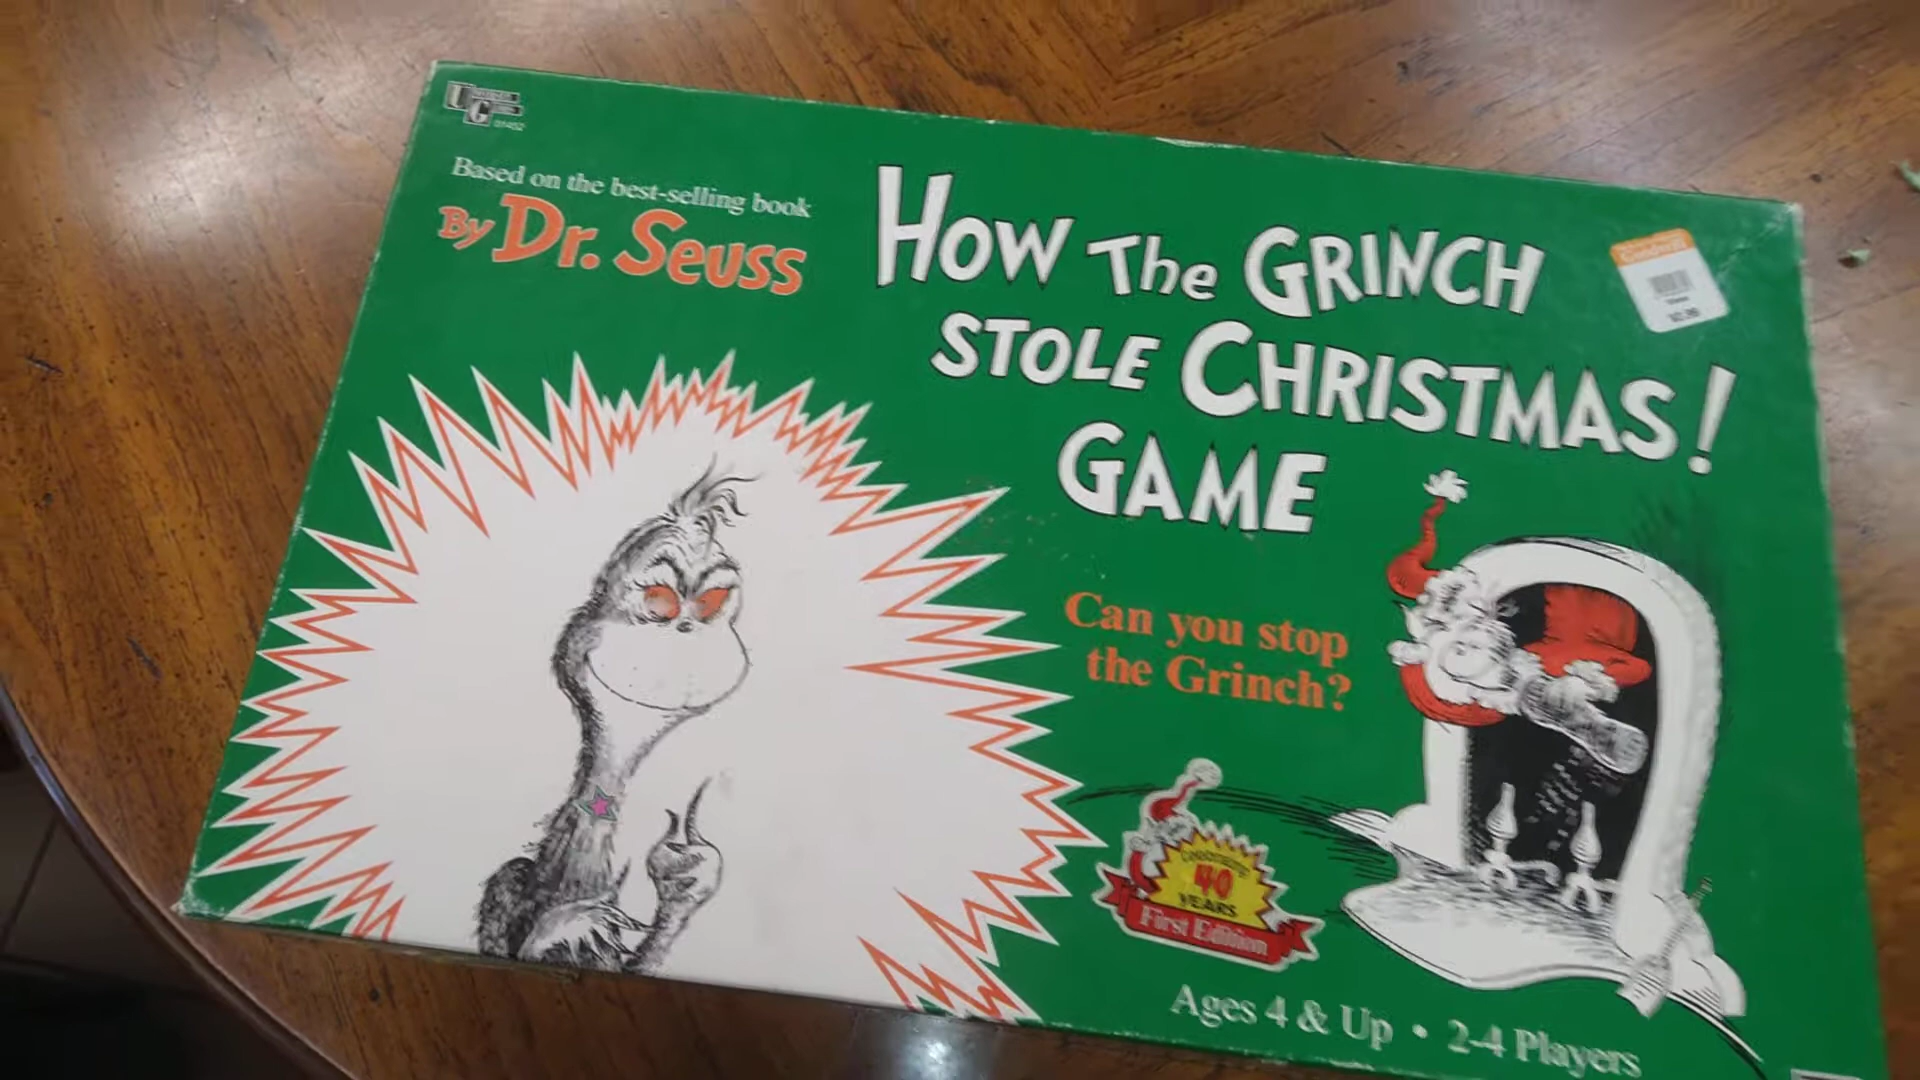 U
G
01452
Based on the best-selling book
By Dr. Seuss
How The GRINCH
STOLE CHRISTMAS!
GAME
Can you stop
the Grinch?
40
YEARS
First Edition
Ages 4 & Up • 2-4 Players